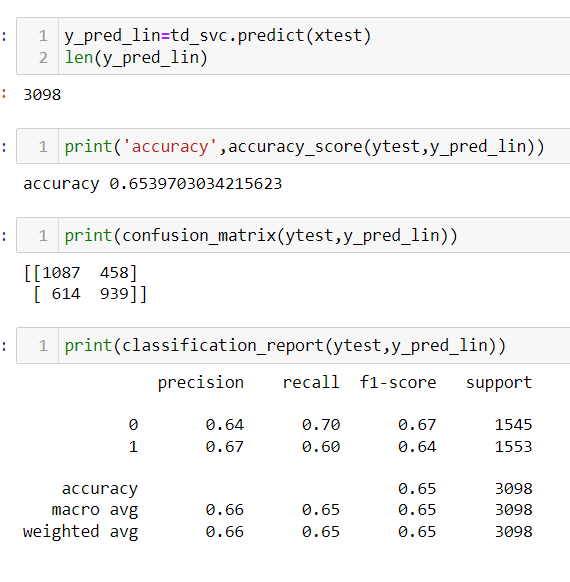 : 1 y_pred_lin=td_svc.predict(xtest)
2 len(y_pred_lin)
: 3098
: 1 print('accuracy',accuracy_score(ytest,y_pred_lin))
accuracy 0.6539703034215623
: 1 print(confusion_matrix(ytest,y_pred_lin))
[[1087 458]
[ 614 939]]
: 1 print(classification_report(ytest,y_pred_lin))
precision recall f1-score support
0 0.64 0.70 0.67 1545
1 0.67 0.60 0.64 1553
accuracy 0.65 3098
macro avg 0.66 0.65 0.65 3098
weighted avg 0.66 0.65 0.65 3098